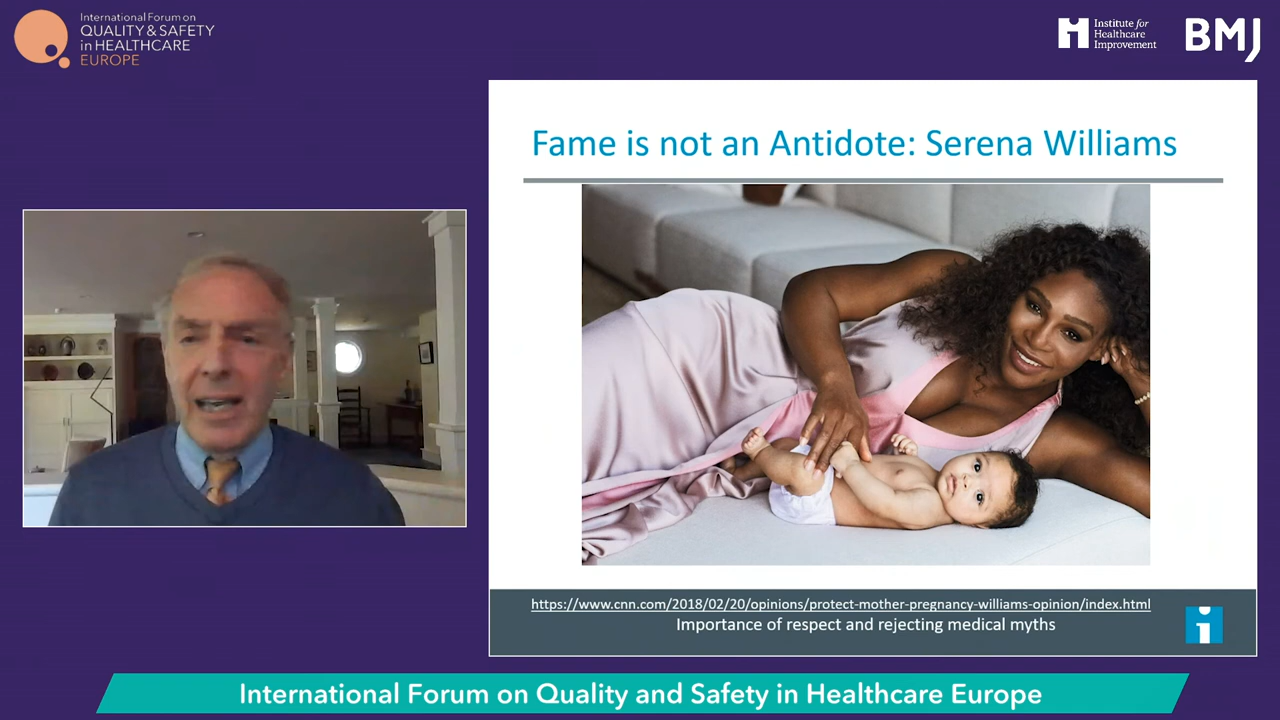 International Forum on
QUALITY & SAFETY
in HEALTHCARE
EUROPE
Institute for
Healthcare
Improvement
BMJ
Fame is not an Antidote: Serena Williams
https://www.cnn.com/2018/02/20/opinions/protect-mother-pregnancy-williams-opinion/index.html
Importance of respect and rejecting medical myths
International Forum on Quality and Safety in Healthcare Europe